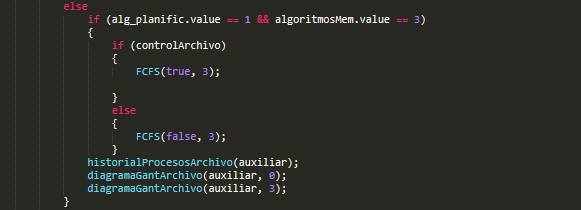 else
if (alg_planific.value == 1 && algoritmosMem.value == 3)
{
if (controlArchivo)
{
FCFS(true, 3);
}
else
{
FCFS(false, 3);
}
historialProcesosArchivo(auxiliar);
diagramaGantArchivo(auxiliar, 0);
diagramaGantArchivo(auxiliar, 3);
}